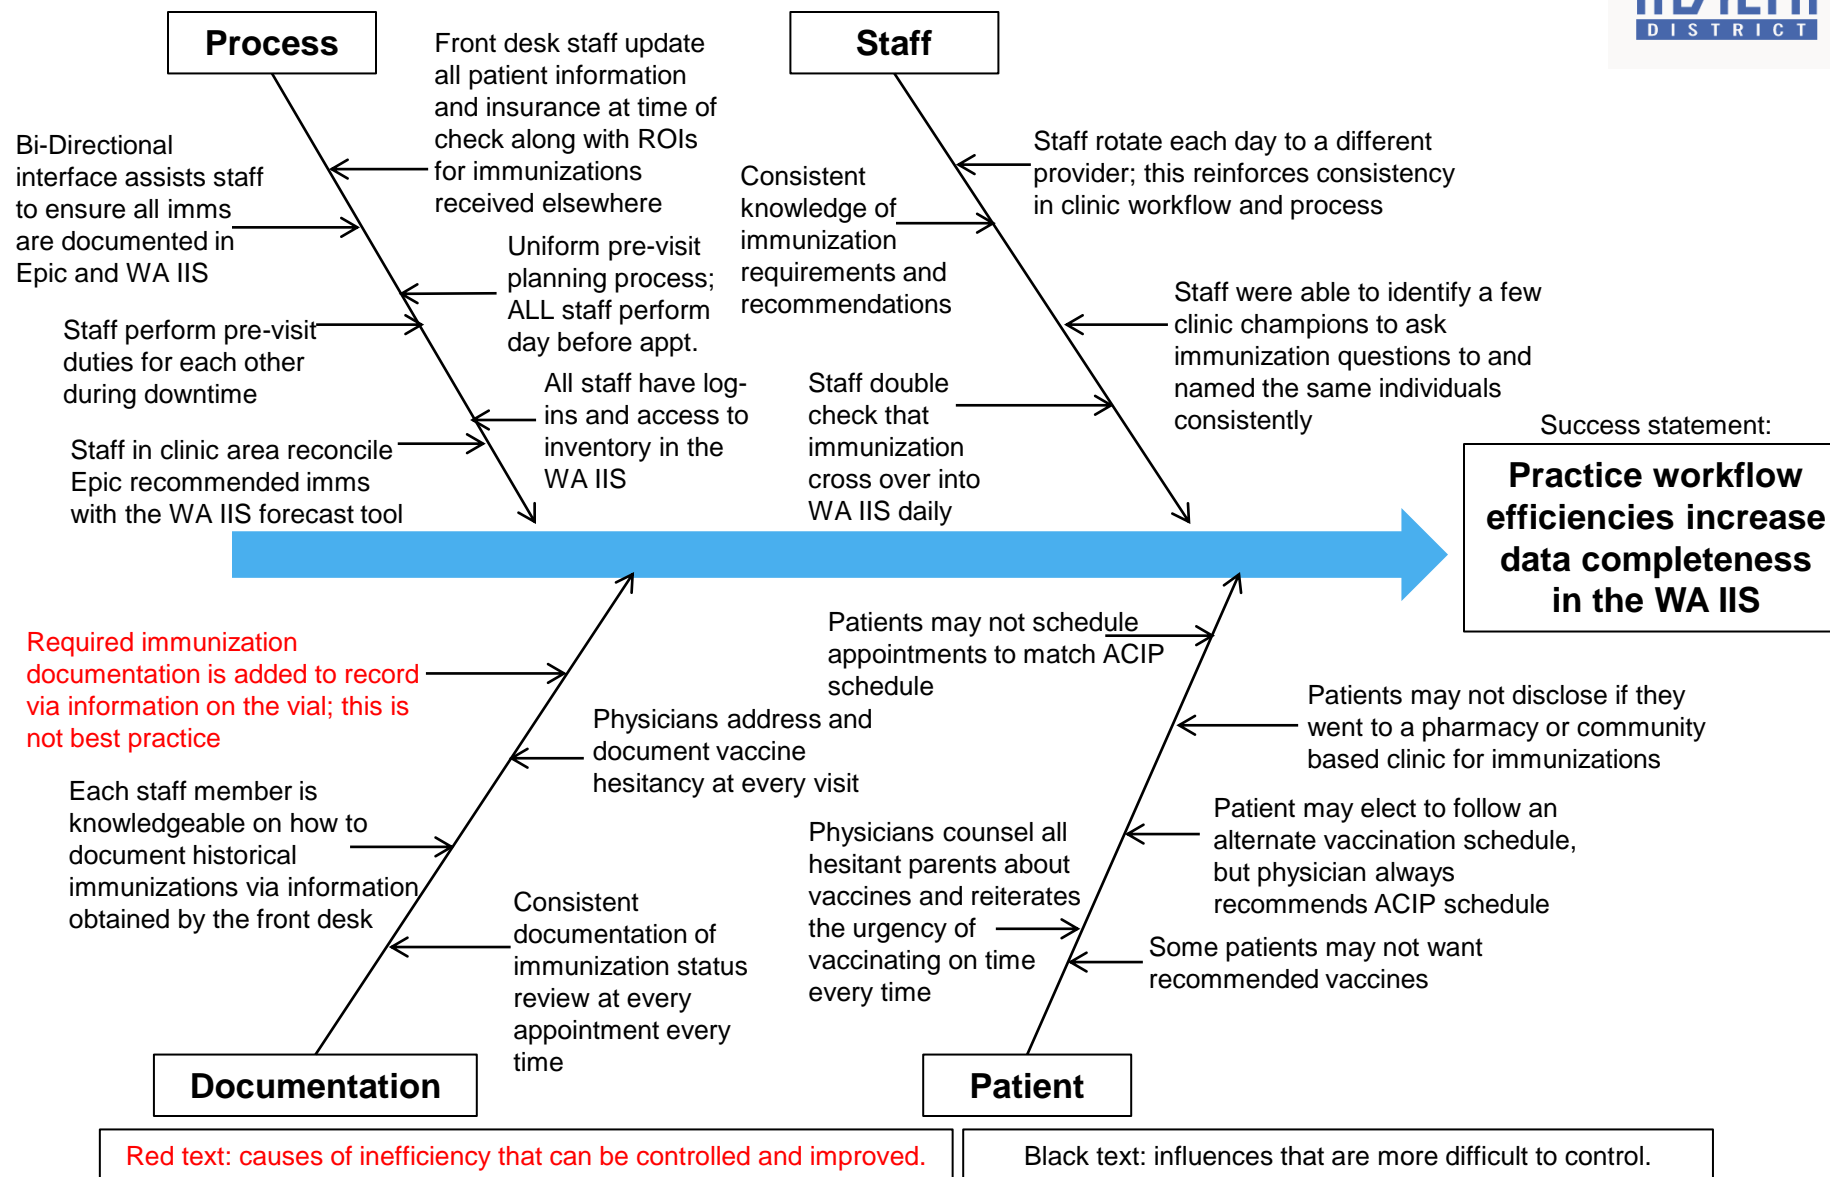 DISTRICT
Process
Front desk staff update
all patient information
and insurance at time of
check along with ROIs
for immunizations
received elsewhere
Bi-Directional
interface assists staff
to ensure all imms
are documented in
Epic and WA IIS
Uniform pre-visit
planning process;
ALL staff perform
day before appt.
Staff perform pre-visit
duties for each other
during downtime
All staff have log-
ins and access to
inventory in the
WA IIS
Staff in clinic area reconcile
Epic recommended imms
with the WA IIS forecast tool
Staff
Staff rotate each day to a different
provider; this reinforces consistency
in clinic workflow and process
Consistent
knowledge of
immunization
requirements and
recommendations
Staff were able to identify a few
clinic champions to ask
immunization questions to and
named the same individuals
consistently
Staff double
check that
immunization
cross over into
WA IIS daily
Success statement:
Practice workflow
efficiencies increase
data completeness
in the WA IIS
Required immunization
documentation is added to record
via information on the vial; this is
not best practice
Physicians address and
document vaccine
hesitancy at every visit
Each staff member is
knowledgeable on how to
document historical
immunizations via information
obtained by the front desk
Consistent
documentation of
immunization status
review at every
appointment every
time
Documentation
Patients may not schedule
appointments to match ACIP
schedule
Patients may not disclose if they
went to a pharmacy or community
based clinic for immunizations
Patient may elect to follow an
alternate vaccination schedule,
but physician always
recommends ACIP schedule
Physicians counsel all
hesitant parents about
vaccines and reiterates
the urgency of
vaccinating on time
every time
Some patients may not want
recommended vaccines
Patient
Red text: causes of inefficiency that can be controlled and improved.
Black text: influences that are more difficult to control.